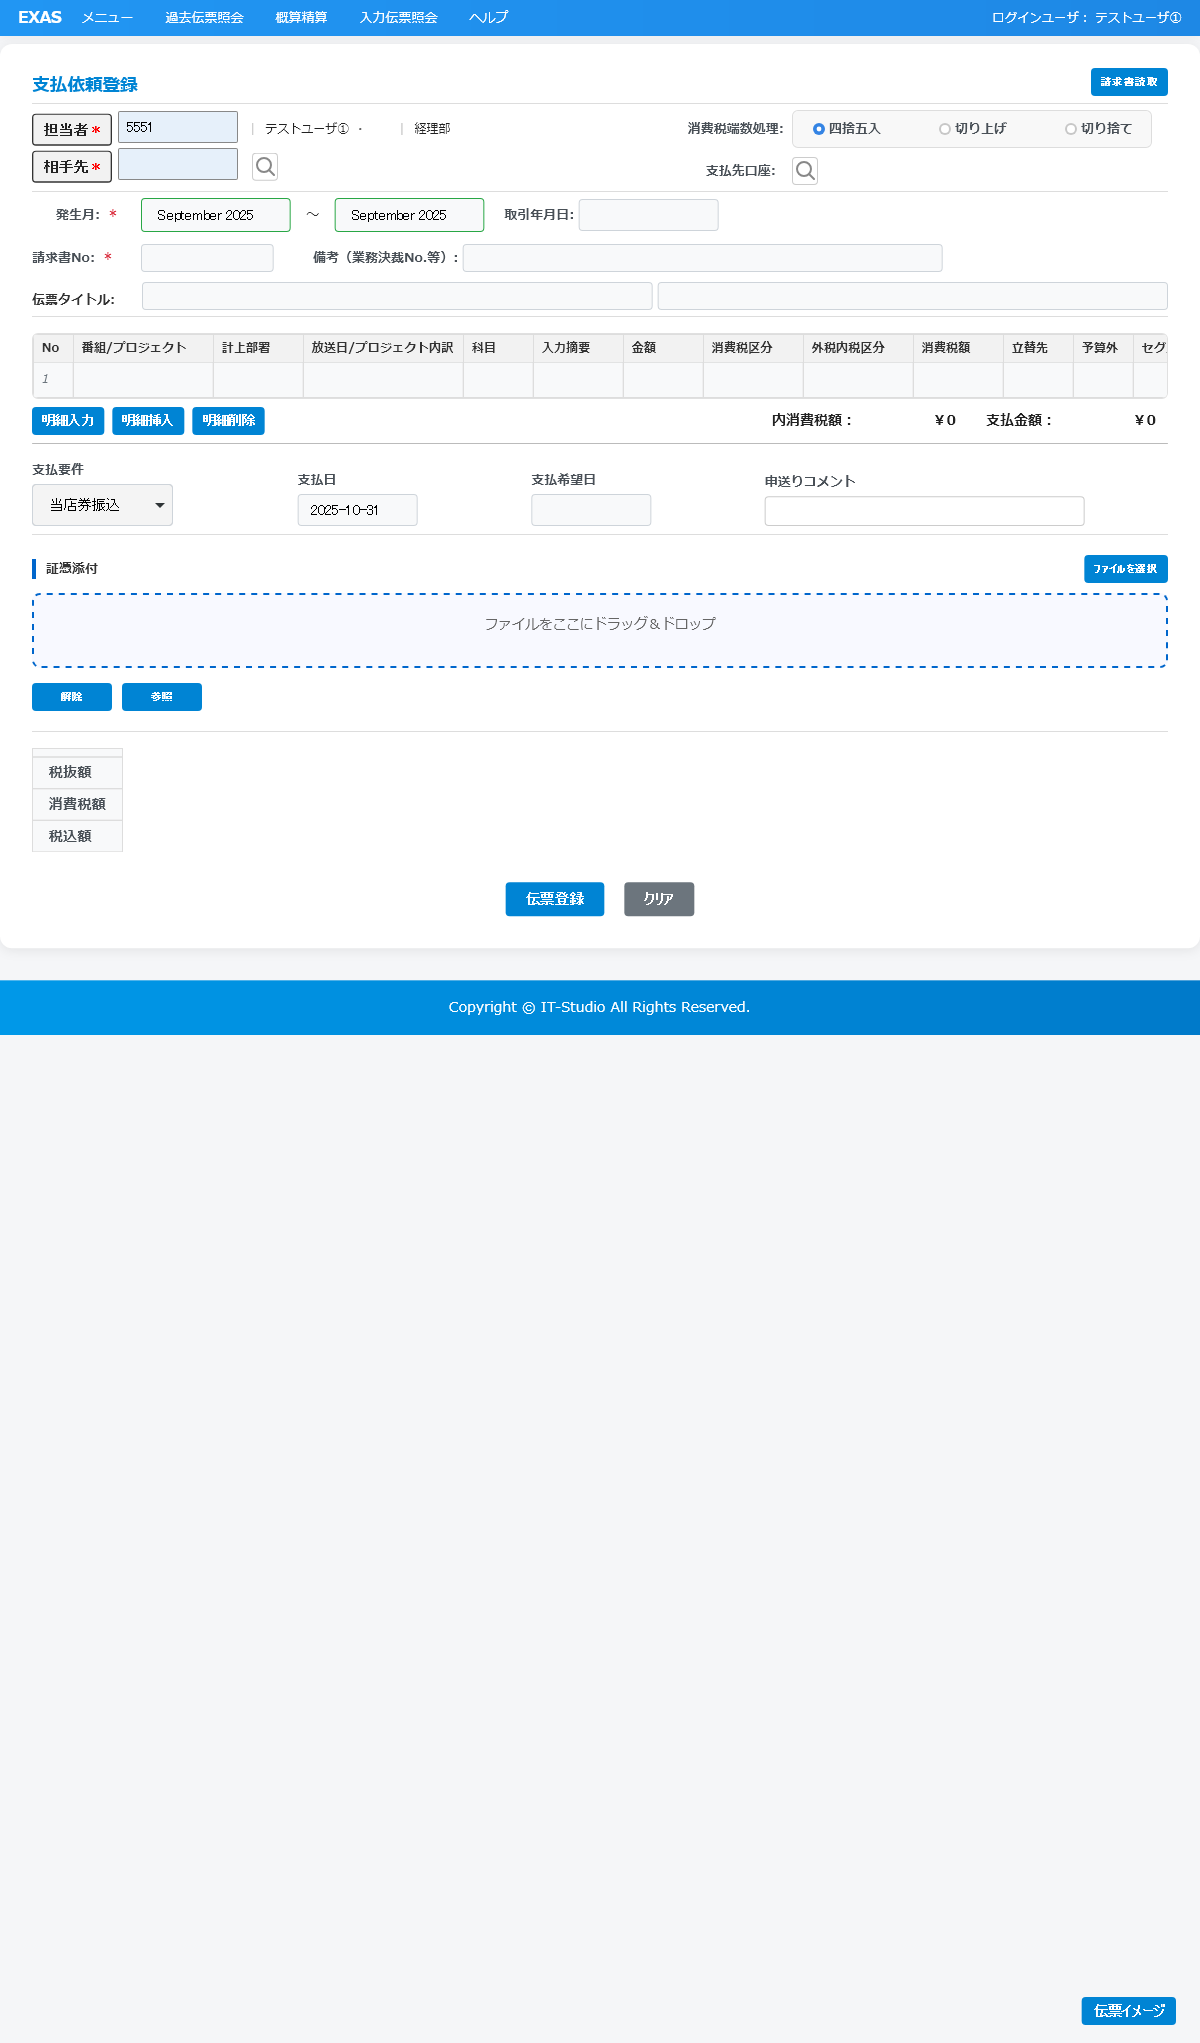 EXAS メニュー 過去伝票照会 概算精算 入力伝票照会 ヘルプ ログインユーザ： テストユーザ①
支払依頼登録 請求書読取
担当者* 5551 | テストユーザ① ・ | 経理部 消費税端数処理: 四捨五入 切り上げ 切り捨て
相手先* 支払先口座:
発生月: * September 2025 ～ September 2025 取引年月日:
請求書No: * 備考（業務決裁No.等）:
伝票タイトル:
No 番組/プロジェクト 計上部署 放送日/プロジェクト内訳 科目 入力摘要 金額 消費税区分 外税内税区分 消費税額 立替先 予算外 セグ
1
明細入力 明細挿入 明細削除 内消費税額： ￥0 支払金額： ￥0
支払要件 支払日 支払希望日 申送りコメント
当店券振込 2025-10-31
証憑添付 ファイルを選択
ファイルをここにドラッグ＆ドロップ
解除 参照
税抜額
消費税額
税込額
伝票登録 クリア
Copyright © IT-Studio All Rights Reserved.
伝票イメージ